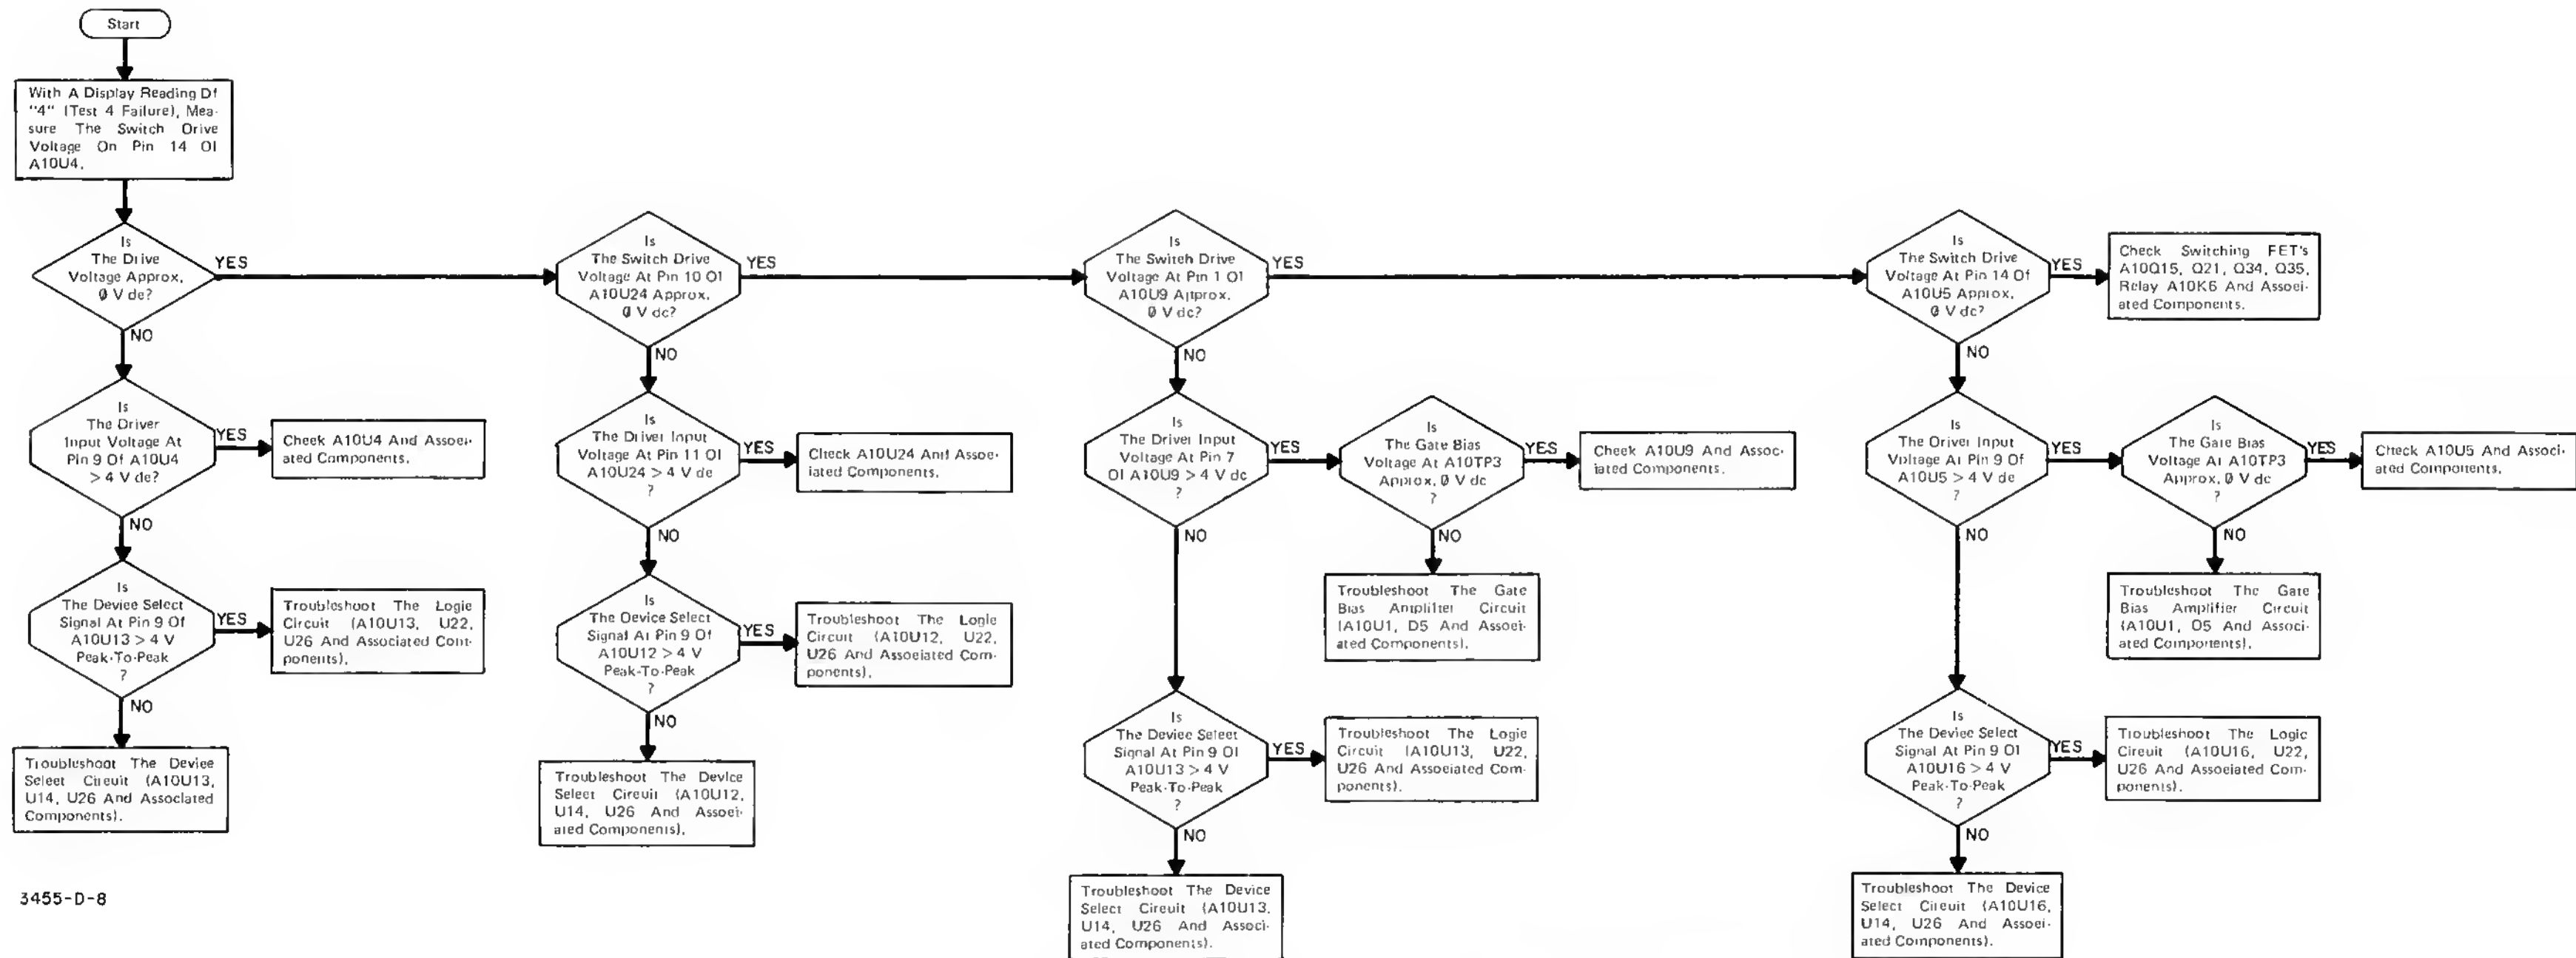 Start
With A Display Reading Of
"4" (Test 4 Failure), Mea-
sure The Switch Drive
Voltage On Pin 14 Of
A10U4.
Is
The Drive
Voltage Approx.
0 V dc?
YES
NO
Is
The Driver
Input Voltage At
Pin 9 Of A10U4
> 4 V dc?
YES
Check A10U4 And Associ-
ated Components.
NO
Is
The Device Select
Signal At Pin 9 Of
A10U13 > 4 V
Peak-To-Peak
?
YES
Troubleshoot The Logic
Circuit (A10U13, U22,
U26 And Associated Com-
ponents).
NO
Troubleshoot The Device
Select Circuit (A10U13,
U14, U26 And Associated
Components).
Is
The Switch Drive
Voltage At Pin 10 Of
A10U24 Approx.
0 V dc?
YES
NO
Is
The Driver Input
Voltage At Pin 11 Of
A10U24 > 4 V dc
?
YES
Check A10U24 And Assoc-
iated Components.
NO
Is
The Device Select
Signal At Pin 9 Of
A10U12 > 4 V
Peak-To-Peak
?
YES
Troubleshoot The Logic
Circuit (A10U12, U22,
U26 And Associated Com-
ponents).
NO
Troubleshoot The Device
Select Circuit (A10U12,
U14, U26 And Associ-
ated Components).
Is
The Switch Drive
Voltage At Pin 1 Of
A10U9 Approx.
0 V dc?
YES
NO
Is
The Driver Input
Voltage At Pin 7
Of A10U9 > 4 V dc
?
YES
Is
The Gate Bias
Voltage At A10TP3
Approx. 0 V dc
?
YES
Check A10U9 And Assoc-
iated Components.
NO
Troubleshoot The Gate
Bias Amplifier Circuit
(A10U1, D5 And Associ-
ated Components).
NO
Is
The Device Select
Signal At Pin 9 Of
A10U13 > 4 V
Peak-To-Peak
?
YES
Troubleshoot The Logic
Circuit (A10U13, U22,
U26 And Associated Com-
ponents).
NO
Troubleshoot The Device
Select Circuit (A10U13,
U14, U26 And Associ-
ated Components).
Is
The Switch Drive
Voltage At Pin 14 Of
A10U5 Approx.
0 V dc?
YES
Check Switching FET's
A10Q15, Q21, Q34, Q35,
Relay A10K6 And Associ-
ated Components.
NO
Is
The Driver Input
Voltage At Pin 9 Of
A10U5 > 4 V dc
?
YES
Is
The Gate Bias
Voltage At A10TP3
Approx. 0 V dc
?
YES
Check A10U5 And Associ-
ated Components.
NO
Troubleshoot The Gate
Bias Amplifier Circuit
(A10U1, D5 And Associ-
ated Components).
NO
Is
The Device Select
Signal At Pin 9 Of
A10U16 > 4 V
Peak-To-Peak
?
YES
Troubleshoot The Logic
Circuit (A10U16, U22,
U26 And Associated Com-
ponents).
NO
Troubleshoot The Device
Select Circuit (A10U16,
U14, U26 And Associ-
ated Components).
3455-D-8